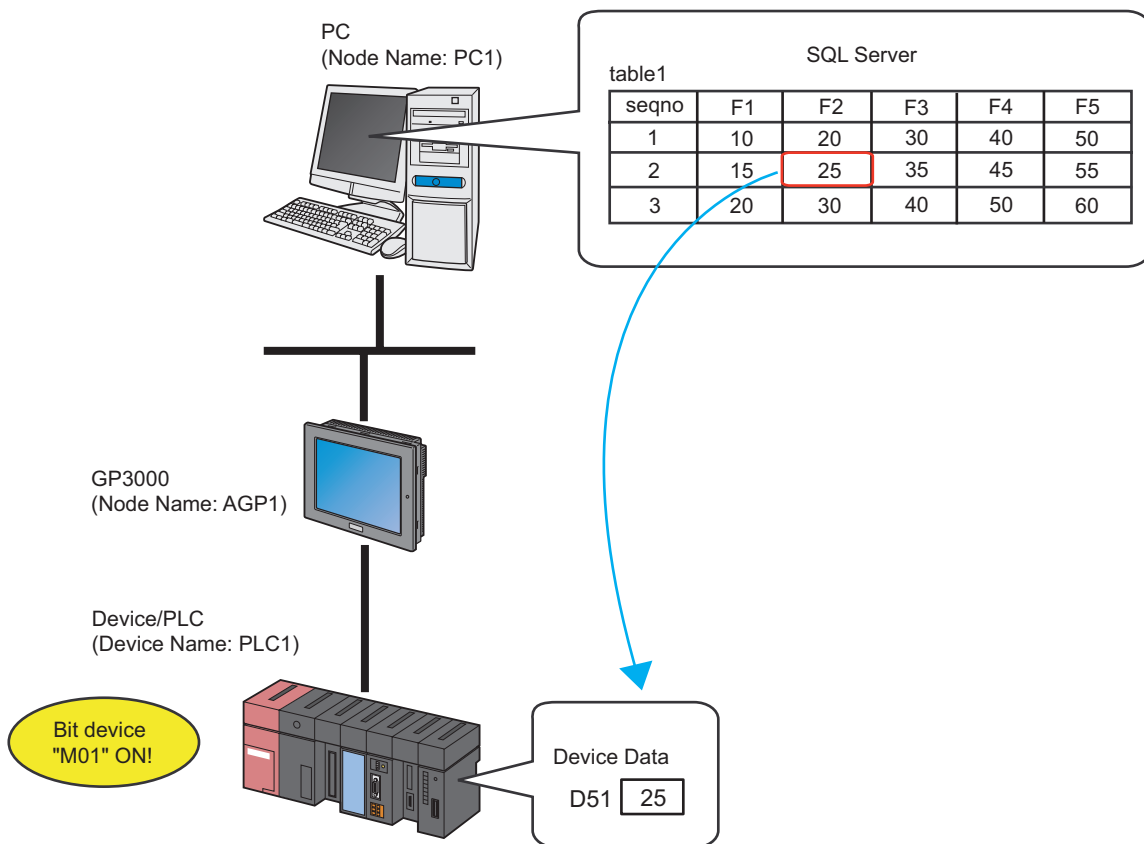 PC
(Node Name: PC1)
SQL Server
table1
seqno F1 F2 F3 F4 F5
1 10 20 30 40 50
2 15 25 35 45 55
3 20 30 40 50 60
GP3000
(Node Name: AGP1)
Device/PLC
(Device Name: PLC1)
Bit device
"M01" ON!
Device Data
D51 25